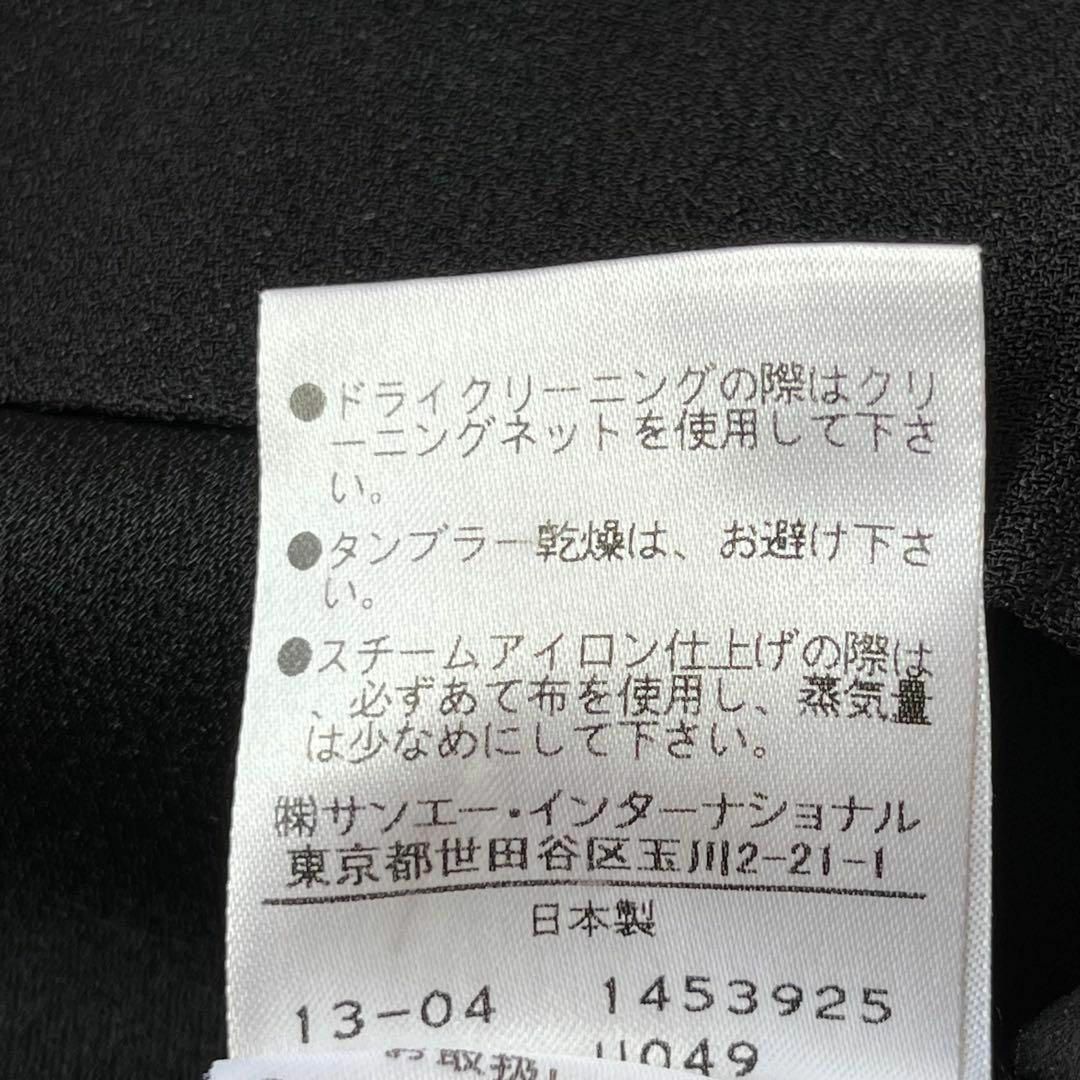 ●ドライクリーニングの際はクリ
ーニングネットを使用して下さ
い。
●タンブラー乾燥は、お避け下さ
い。
●スチームアイロン仕上げの際は
、必ずあて布を使用し、蒸気量
は少なめにして下さい。
㈱サンエー・インターナショナル
東京都世田谷区玉川2-21-1
日本製
13-04 1453925
U049
お取扱